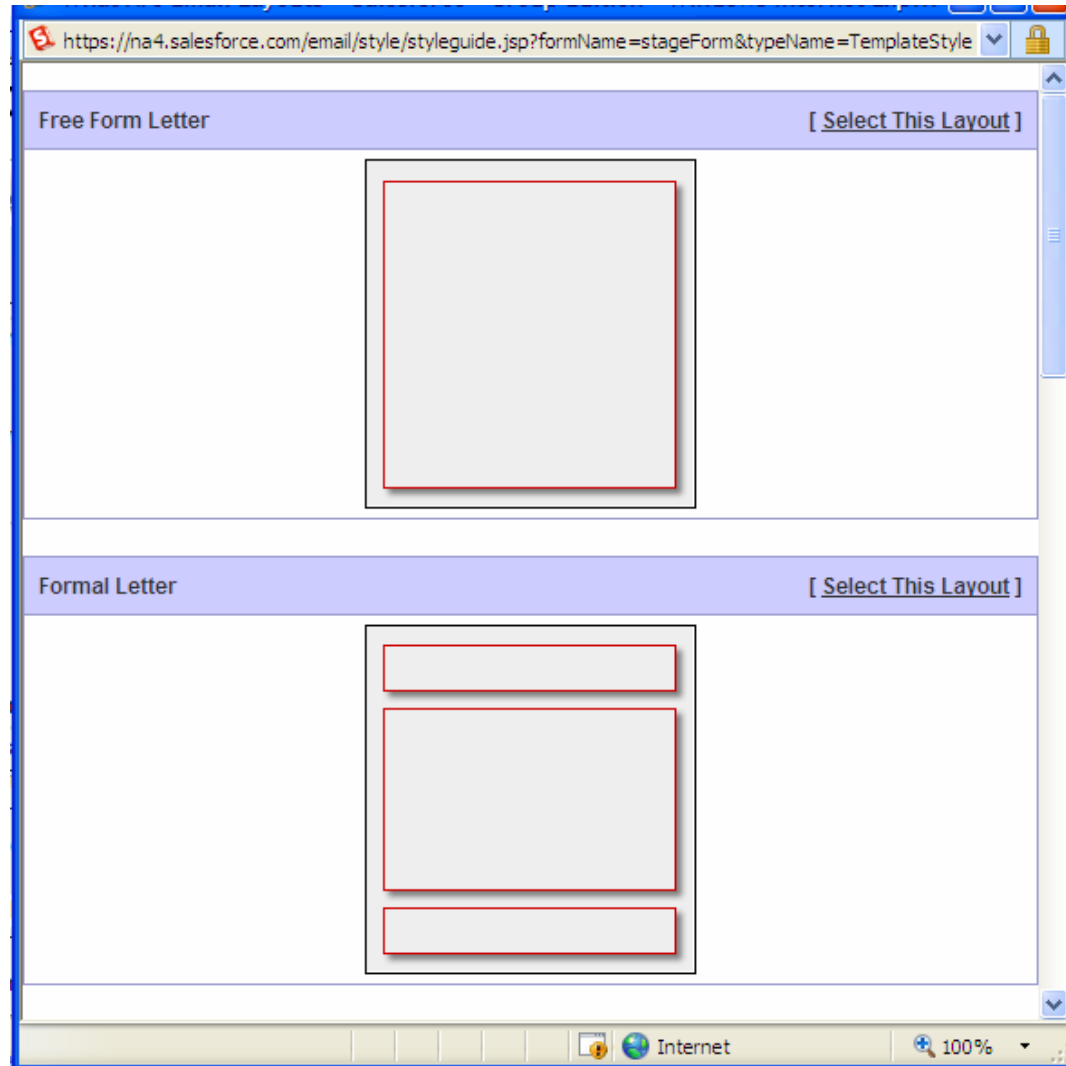 https://na4.salesforce.com/email/style/styleguide.jsp?formName=stageForm&typeName=TemplateStyle
Free Form Letter [ Select This Layout ]
Formal Letter [ Select This Layout ]
Internet 100%